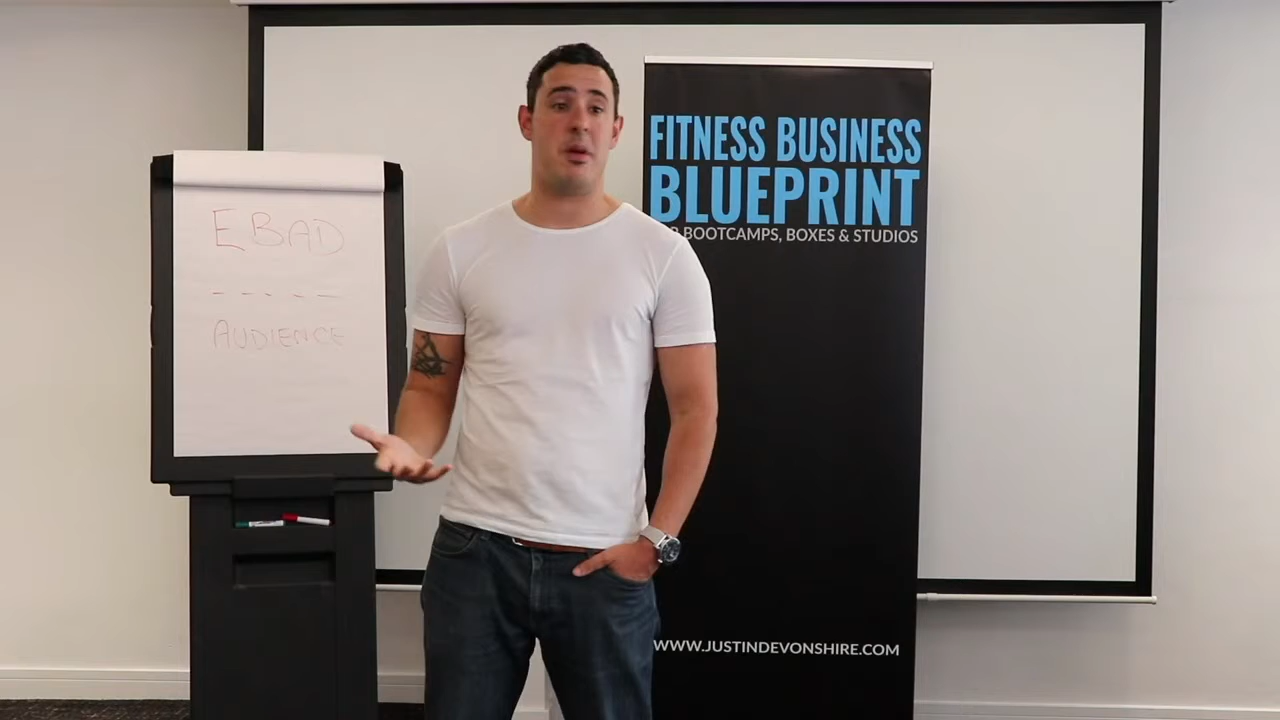 EBAD
- - - - -
AUDIENCE
FITNESS BUSINESS
BLUEPRINT
BOOTCAMPS, BOXES & STUDIOS
WWW.JUSTINDEVONSHIRE.COM